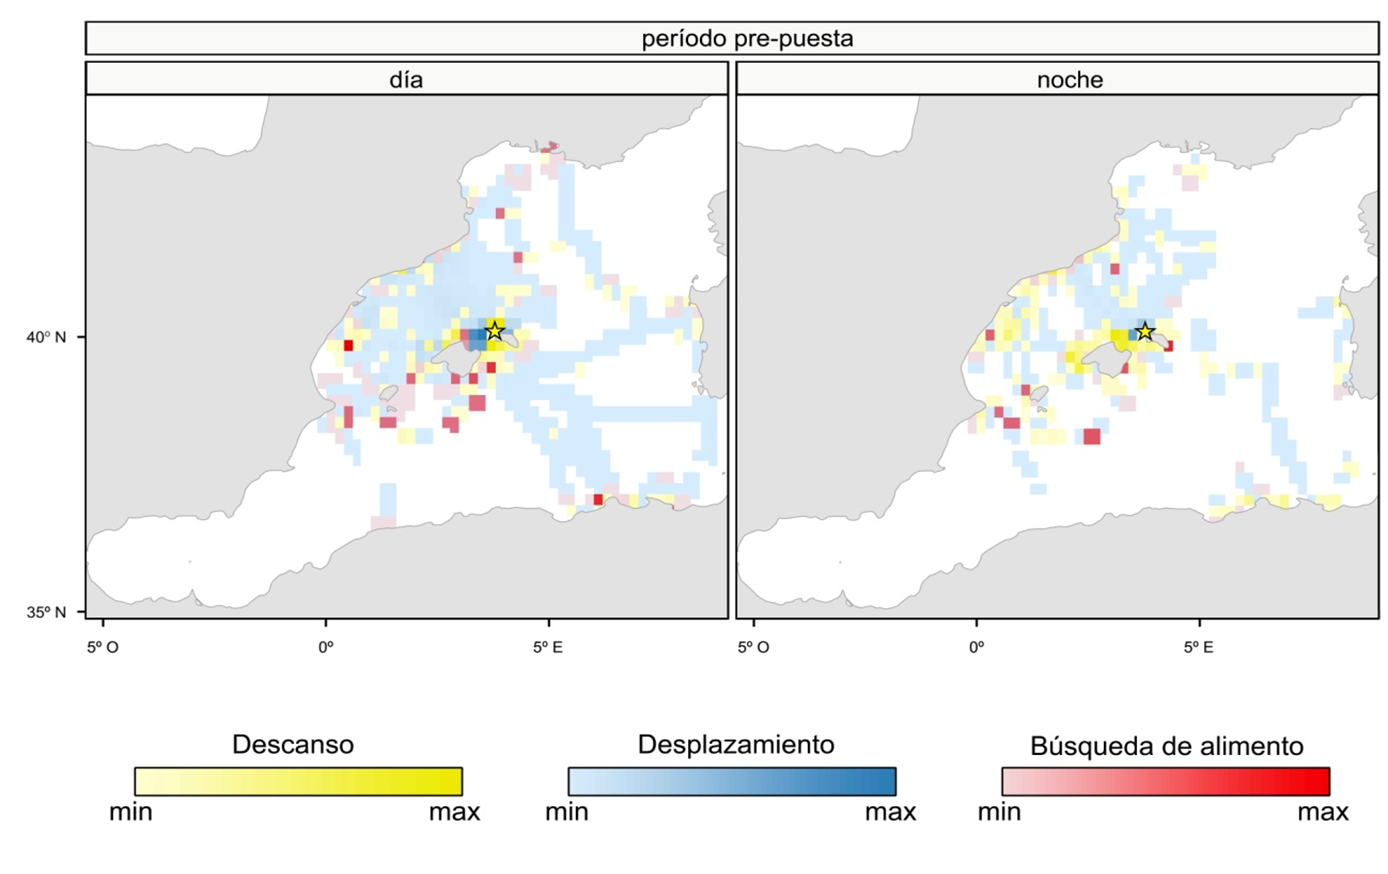 período pre-puesta
día
noche
40º N
35º N
5º O
0º
5º E
5º O
0º
5º E
Descanso
Desplazamiento
Búsqueda de alimento
min
max
min
max
min
max